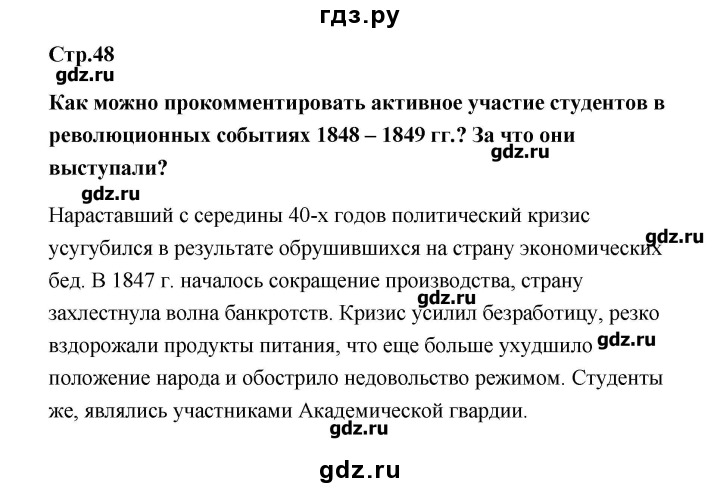 гдз.ру
Стр.48
gdz.ru
Как можно прокомментировать активное участие студентов в
революционных событиях 1848 – 1849 гг.? За что они
gdz.ru
выступали?
gdz.ru
Нараставший с середины 40-х годов политический кризис
gdz.ru
усугубился в результате обрушившихся на страну экономических
бед. В 1847 г. началось сокращение производства, страну
gdz.ru
захлестнула волна банкротств. Кризис усилил безработицу, резко
gdz.ru
вздорожали продукты питания, что еще больше ухудшило
положение народа и обострило недовольство режимом. Студенты
же, являлись участниками Академической гвардии.
gdz.ru
gdz.ru